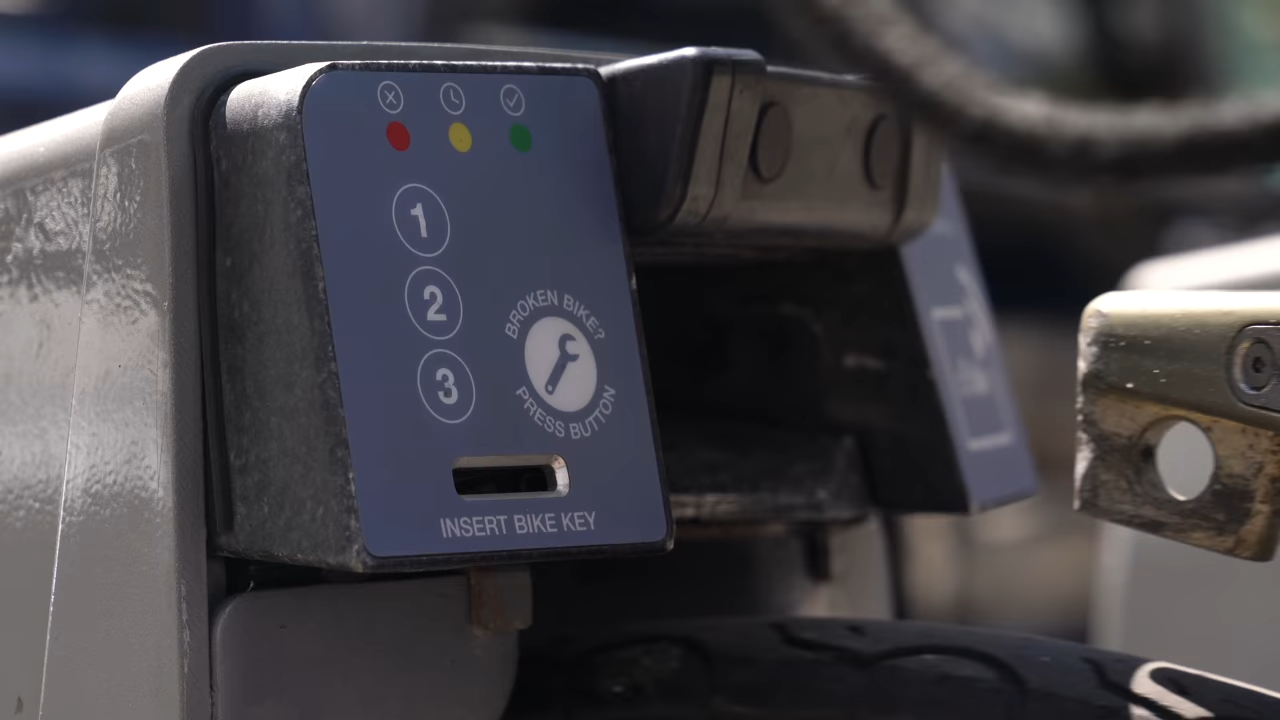 1
2
3
BROKEN BIKE?
PRESS BUTTON
INSERT BIKE KEY